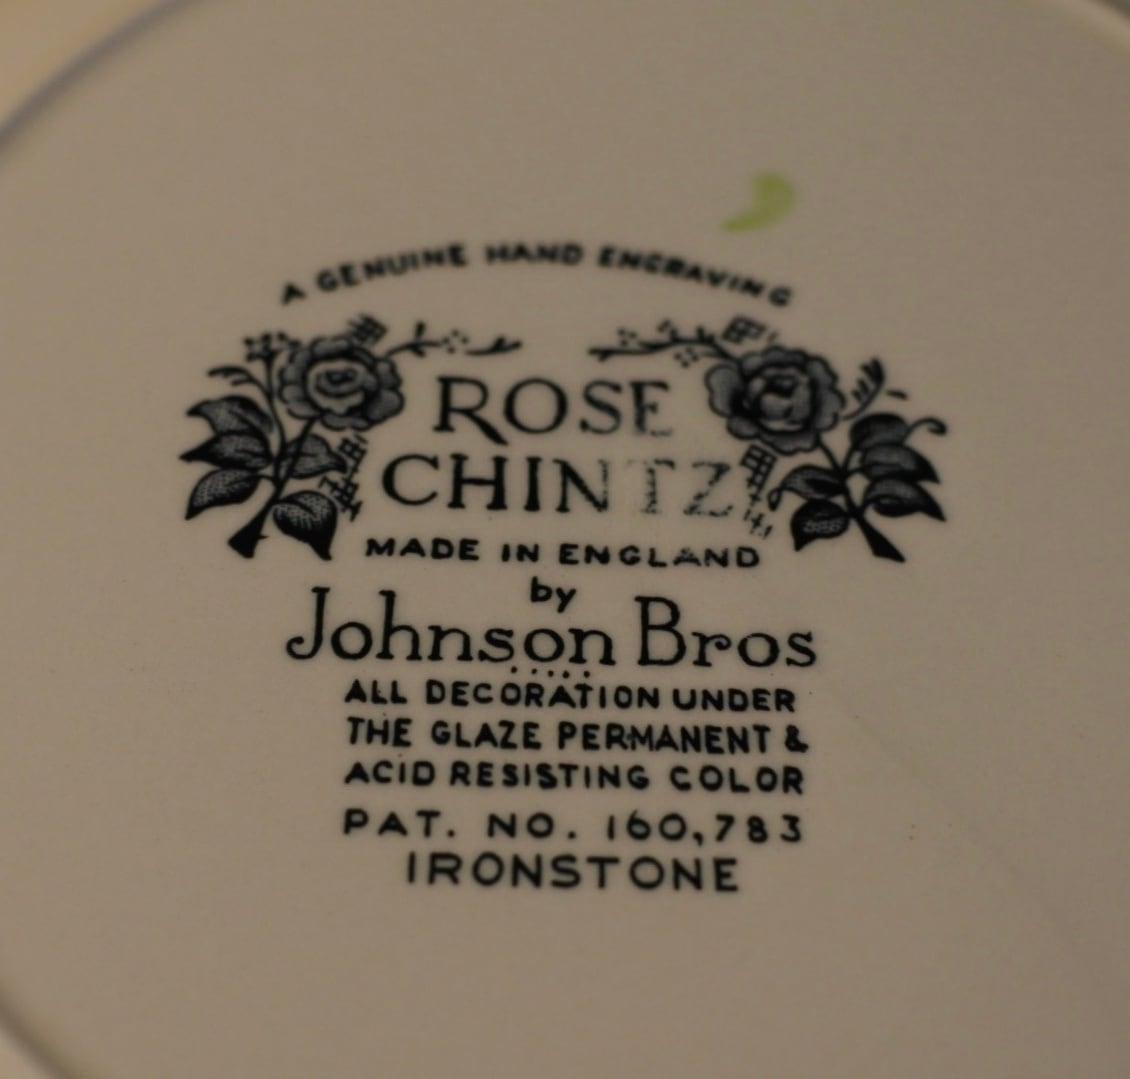 A GENUINE HAND ENGRAVING
ROSE
CHINTZ
MADE IN ENGLAND
by
Johnson Bros
ALL DECORATION UNDER
THE GLAZE PERMANENT &
ACID RESISTING COLOR
PAT. NO. 160,783
IRONSTONE